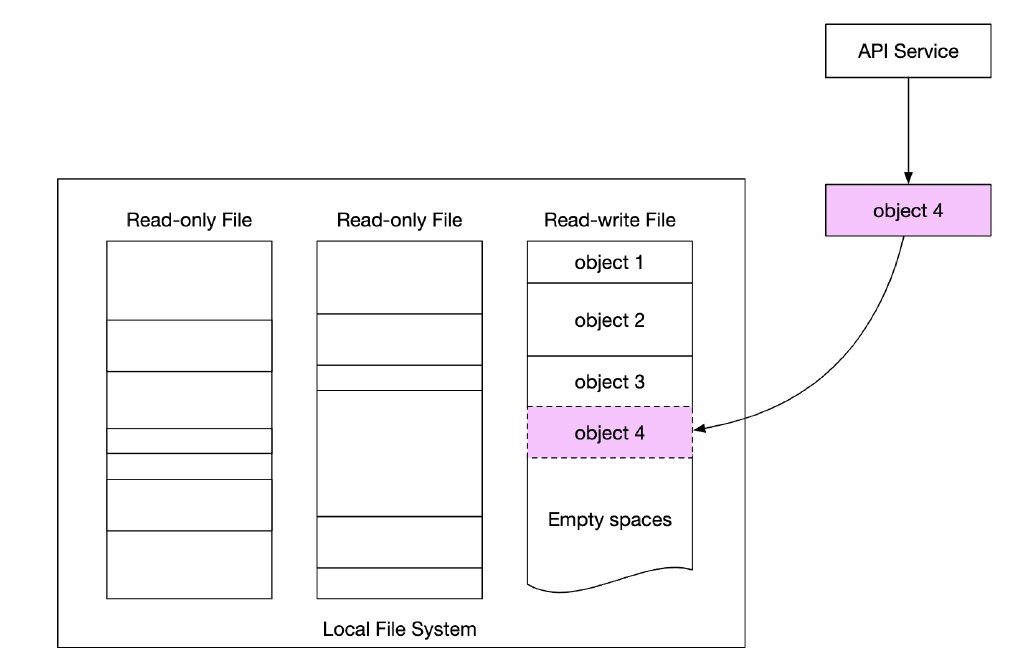 API Service
object 4
Read-only File
Read-only File
Read-write File
object 1
object 2
object 3
object 4
Empty spaces
Local File System